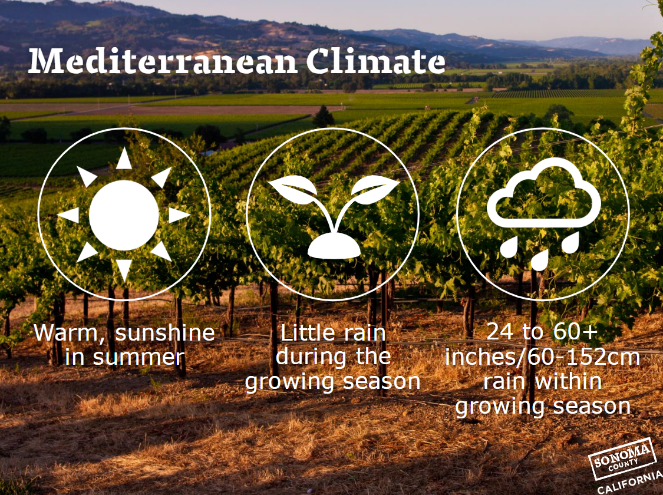 Mediterranean Climate
Warm, sunshine
in summer
Little rain
during the
growing season
24 to 60+
inches/60-152cm
rain within
growing season
SONOMA
COUNTY
CALIFORNIA